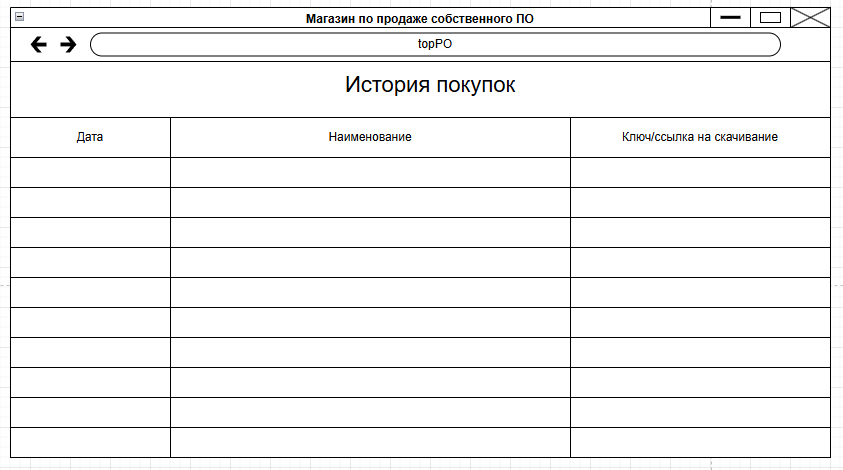 Магазин по продаже собственного ПО
topPO
История покупок
Дата Наименование Ключ/ссылка на скачивание